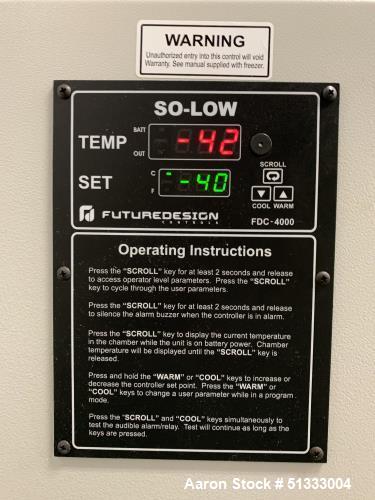 WARNING
Unauthorized entry into this control will void
Warranty. See manual supplied with freezer.
SO-LOW
TEMP BATT OUT -42
SCROLL
SET C F -40
COOL WARM
FUTUREDESIGN
CONTROLS
FDC-4000
Operating Instructions
Press the "SCROLL" key for at least 2 seconds and release
to access operator level parameters. Press the "SCROLL"
key to cycle through the user parameters.
Press the "SCROLL" key for at least 2 seconds and release
to silence the alarm buzzer when the controller is in alarm.
Press the "SCROLL" key to display the current temperature
in the chamber while the unit is on battery power. Chamber
temperature will be displayed until the "SCROLL" key is
released.
Press and hold the "WARM" or "COOL" keys to increase or
decrease the controller set point. Press the "WARM" or
"COOL" keys to change a user parameter while in a program
mode.
Press the "SCROLL" and "COOL" keys simultaneously to
test the audible alarm/relay. Test will continue as long as the
keys are pressed.
Aaron Stock # 51333004